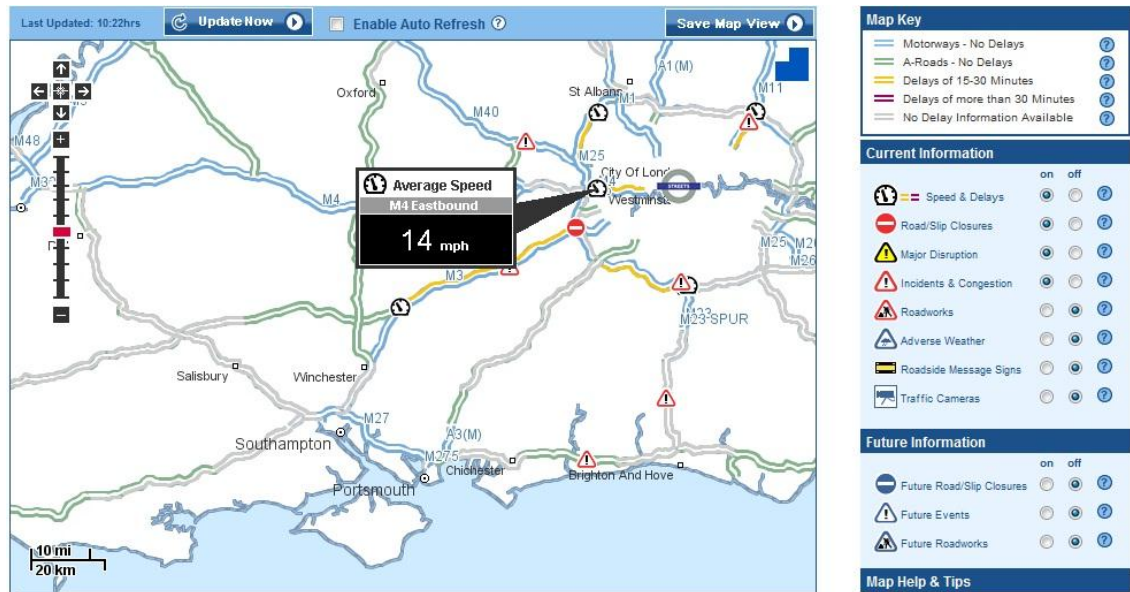 Last Updated: 10:22hrs
Update Now
Enable Auto Refresh
Save Map View
A1(M)
M11
Oxford
St Albans
M1
M40
M48
M25
City Of Lond
M4
Westminst
STREETS
Average Speed
M4 Eastbound
14 mph
M4
M3
M25
M26
M23
M23-SPUR
Salisbury
Winchester
M27
Southampton
A3(M)
M275
Chichester
Brighton And Hove
Portsmouth
10 mi
20 km
Map Key
Motorways - No Delays
A-Roads - No Delays
Delays of 15-30 Minutes
Delays of more than 30 Minutes
No Delay Information Available
Current Information
on off
Speed & Delays
Road/Slip Closures
Major Disruption
Incidents & Congestion
Roadworks
Adverse Weather
Roadside Message Signs
Traffic Cameras
Future Information
on off
Future Road/Slip Closures
Future Events
Future Roadworks
Map Help & Tips